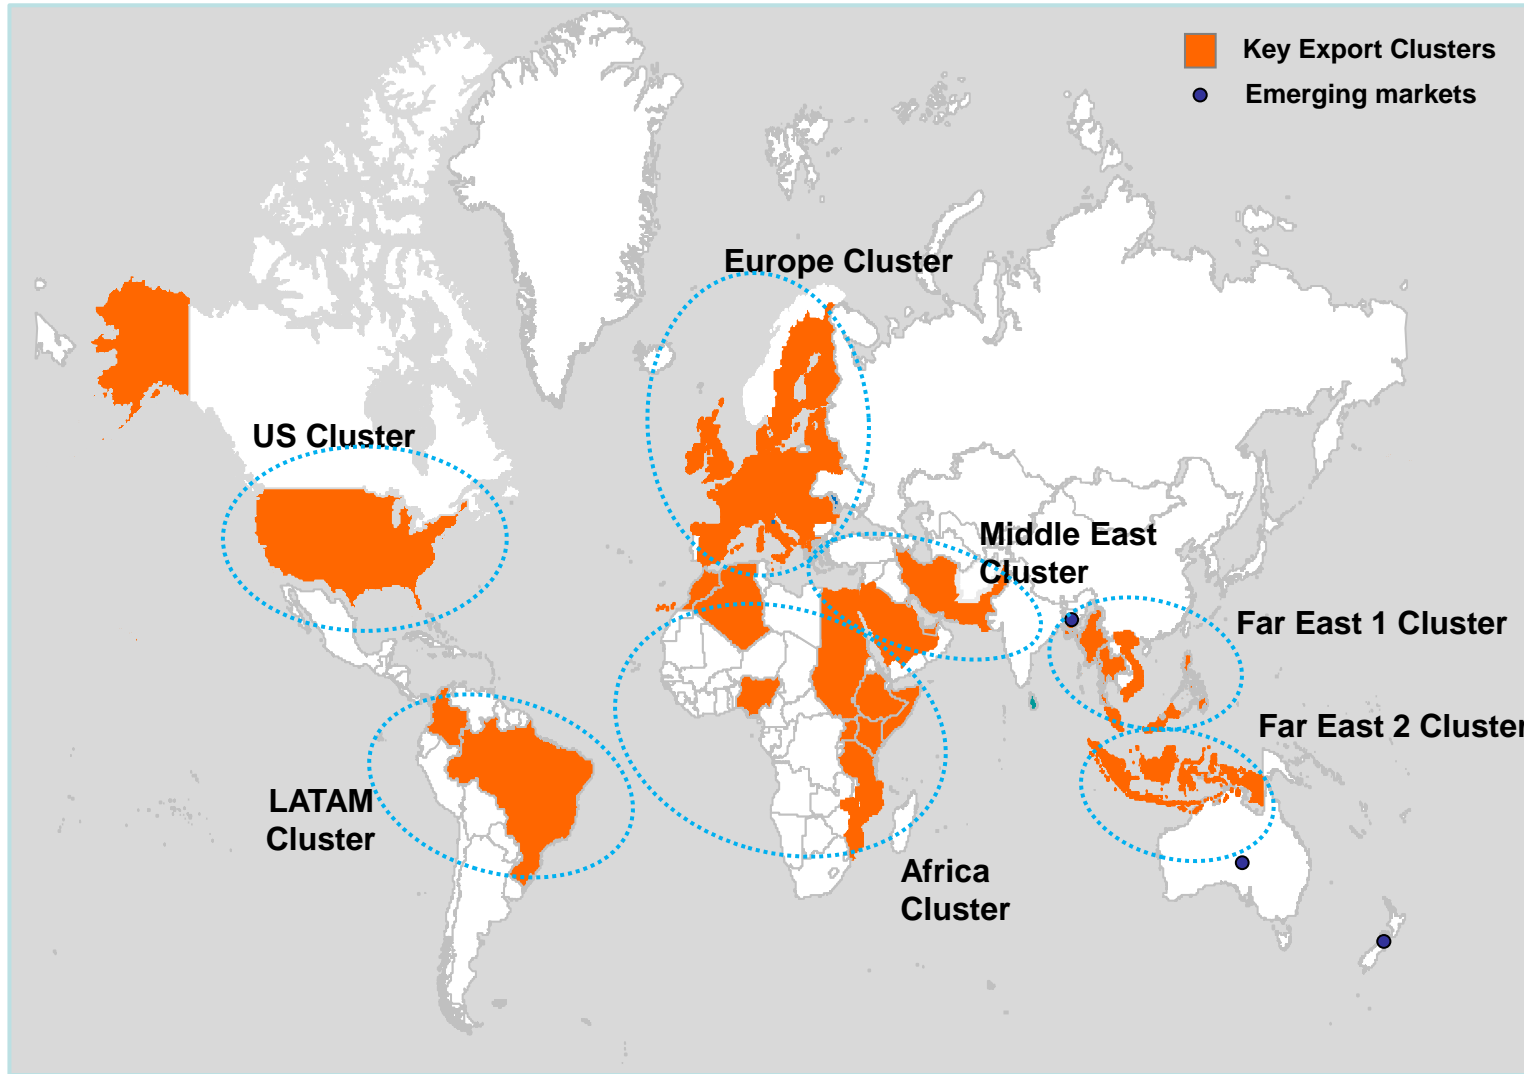 Key Export Clusters
Emerging markets
Europe Cluster
US Cluster
Middle East
Cluster
Far East 1 Cluster
Far East 2 Cluster
LATAM
Cluster
Africa
Cluster